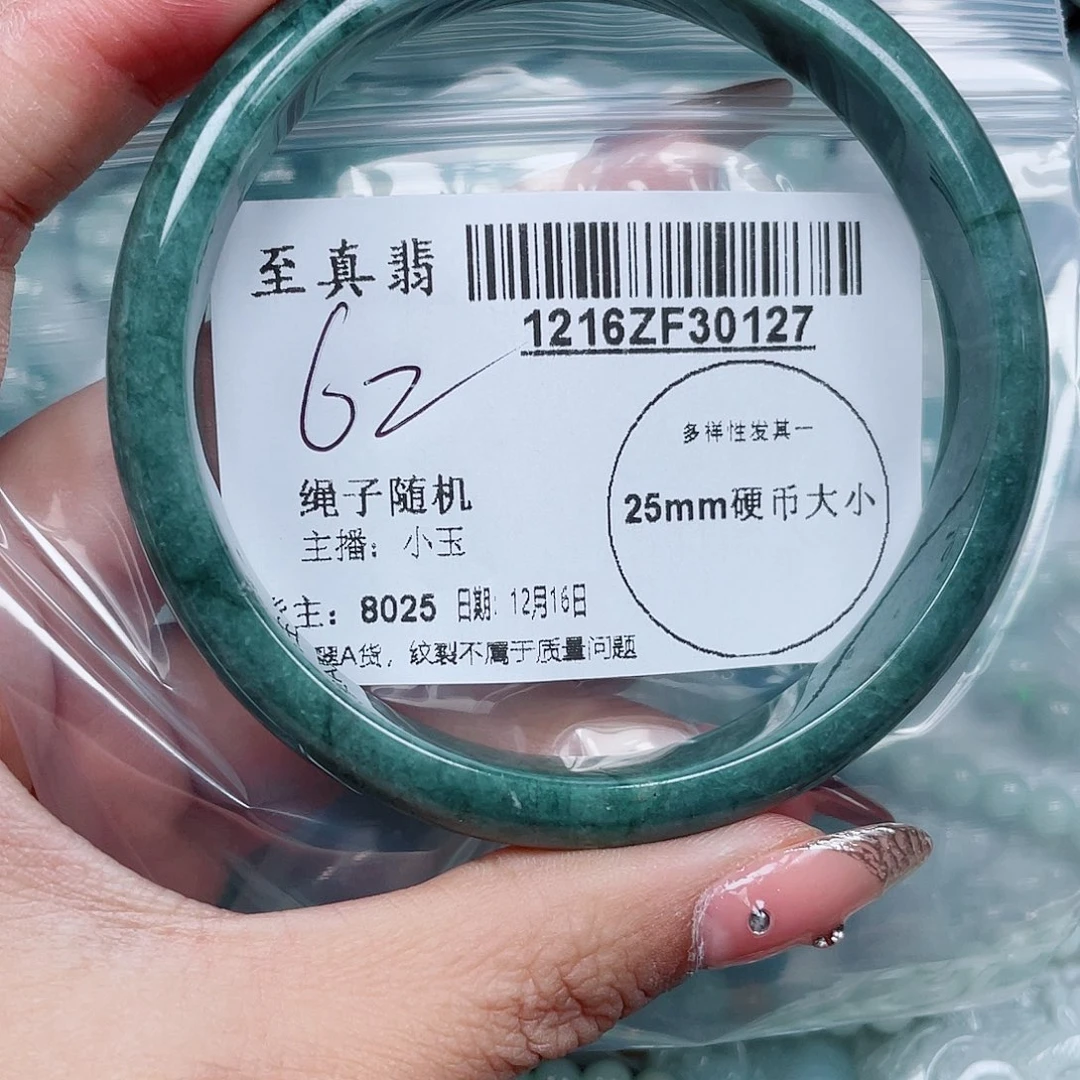 至真翡
1216ZF30127
62
多样性发其一
25mm硬币大小
绳子随机
主播：小玉
主：8025 日期：12月16日
翠A货，纹裂不属于质量问题